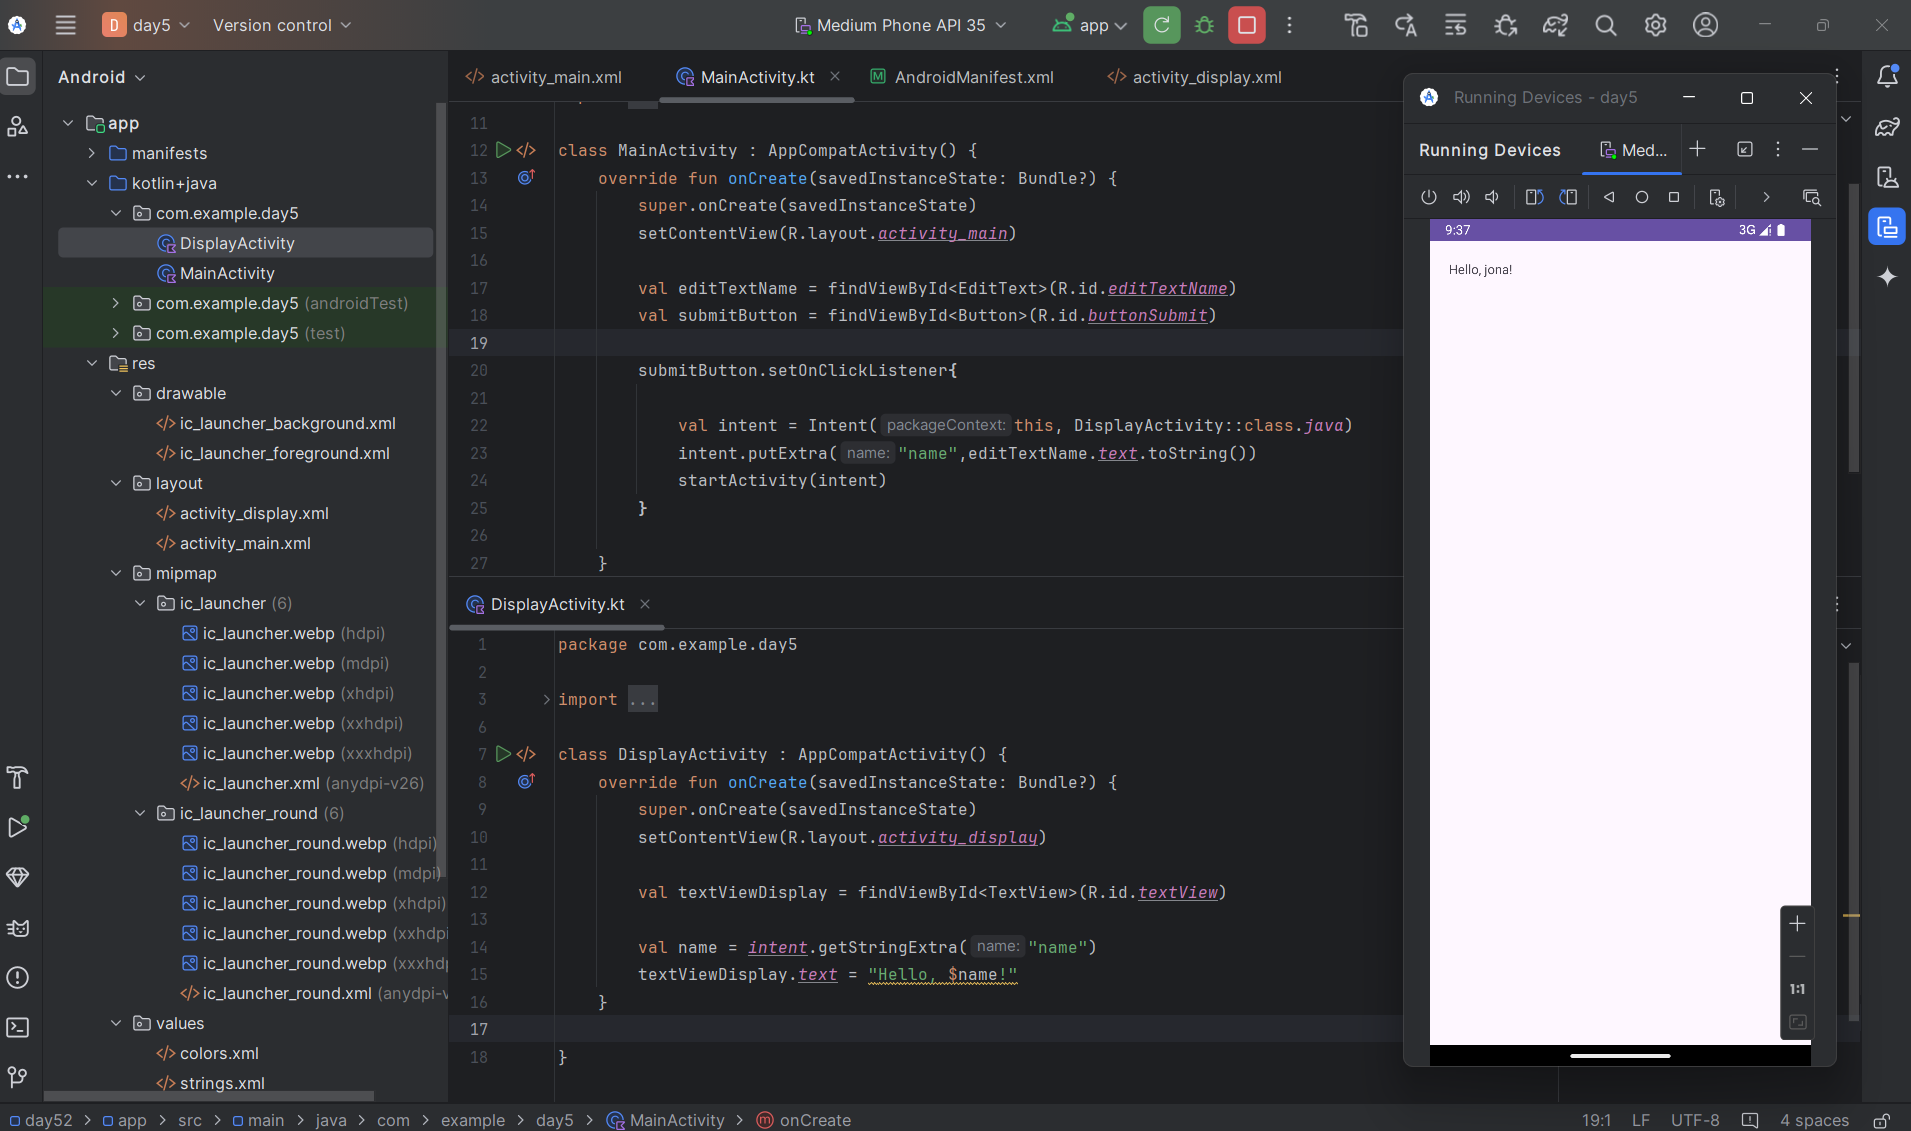 D day5 Version control Medium Phone API 35 app
Android
app
manifests
kotlin+java
com.example.day5
DisplayActivity
MainActivity
com.example.day5 (androidTest)
com.example.day5 (test)
res
drawable
ic_launcher_background.xml
ic_launcher_foreground.xml
layout
activity_display.xml
activity_main.xml
mipmap
ic_launcher (6)
ic_launcher.webp (hdpi)
ic_launcher.webp (mdpi)
ic_launcher.webp (xhdpi)
ic_launcher.webp (xxhdpi)
ic_launcher.webp (xxxhdpi)
ic_launcher.xml (anydpi-v26)
ic_launcher_round (6)
ic_launcher_round.webp (hdpi)
ic_launcher_round.webp (mdpi)
ic_launcher_round.webp (xhdpi)
ic_launcher_round.webp (xxhdpi
ic_launcher_round.webp (xxxhdp
ic_launcher_round.xml (anydpi-v
values
colors.xml
strings.xml
activity_main.xml MainActivity.kt AndroidManifest.xml activity_display.xml
11
12 class MainActivity : AppCompatActivity() {
13 override fun onCreate(savedInstanceState: Bundle?) {
14 super.onCreate(savedInstanceState)
15 setContentView(R.layout.activity_main)
16
17 val editTextName = findViewById<EditText>(R.id.editTextName)
18 val submitButton = findViewById<Button>(R.id.buttonSubmit)
19
20 submitButton.setOnClickListener{
21
22 val intent = Intent( packageContext: this, DisplayActivity::class.java)
23 intent.putExtra( name: "name",editTextName.text.toString())
24 startActivity(intent)
25 }
26
27 }
DisplayActivity.kt
1 package com.example.day5
2
3 import ...
6
7 class DisplayActivity : AppCompatActivity() {
8 override fun onCreate(savedInstanceState: Bundle?) {
9 super.onCreate(savedInstanceState)
10 setContentView(R.layout.activity_display)
11
12 val textViewDisplay = findViewById<TextView>(R.id.textView)
13
14 val name = intent.getStringExtra( name: "name")
15 textViewDisplay.text = "Hello, $name!"
16 }
17
18 }
Running Devices - day5
Running Devices Med...
9:37 3G
Hello, jona!
1:1
day52 > app > src > main > java > com > example > day5 > MainActivity > m onCreate 19:1 LF UTF-8 4 spaces